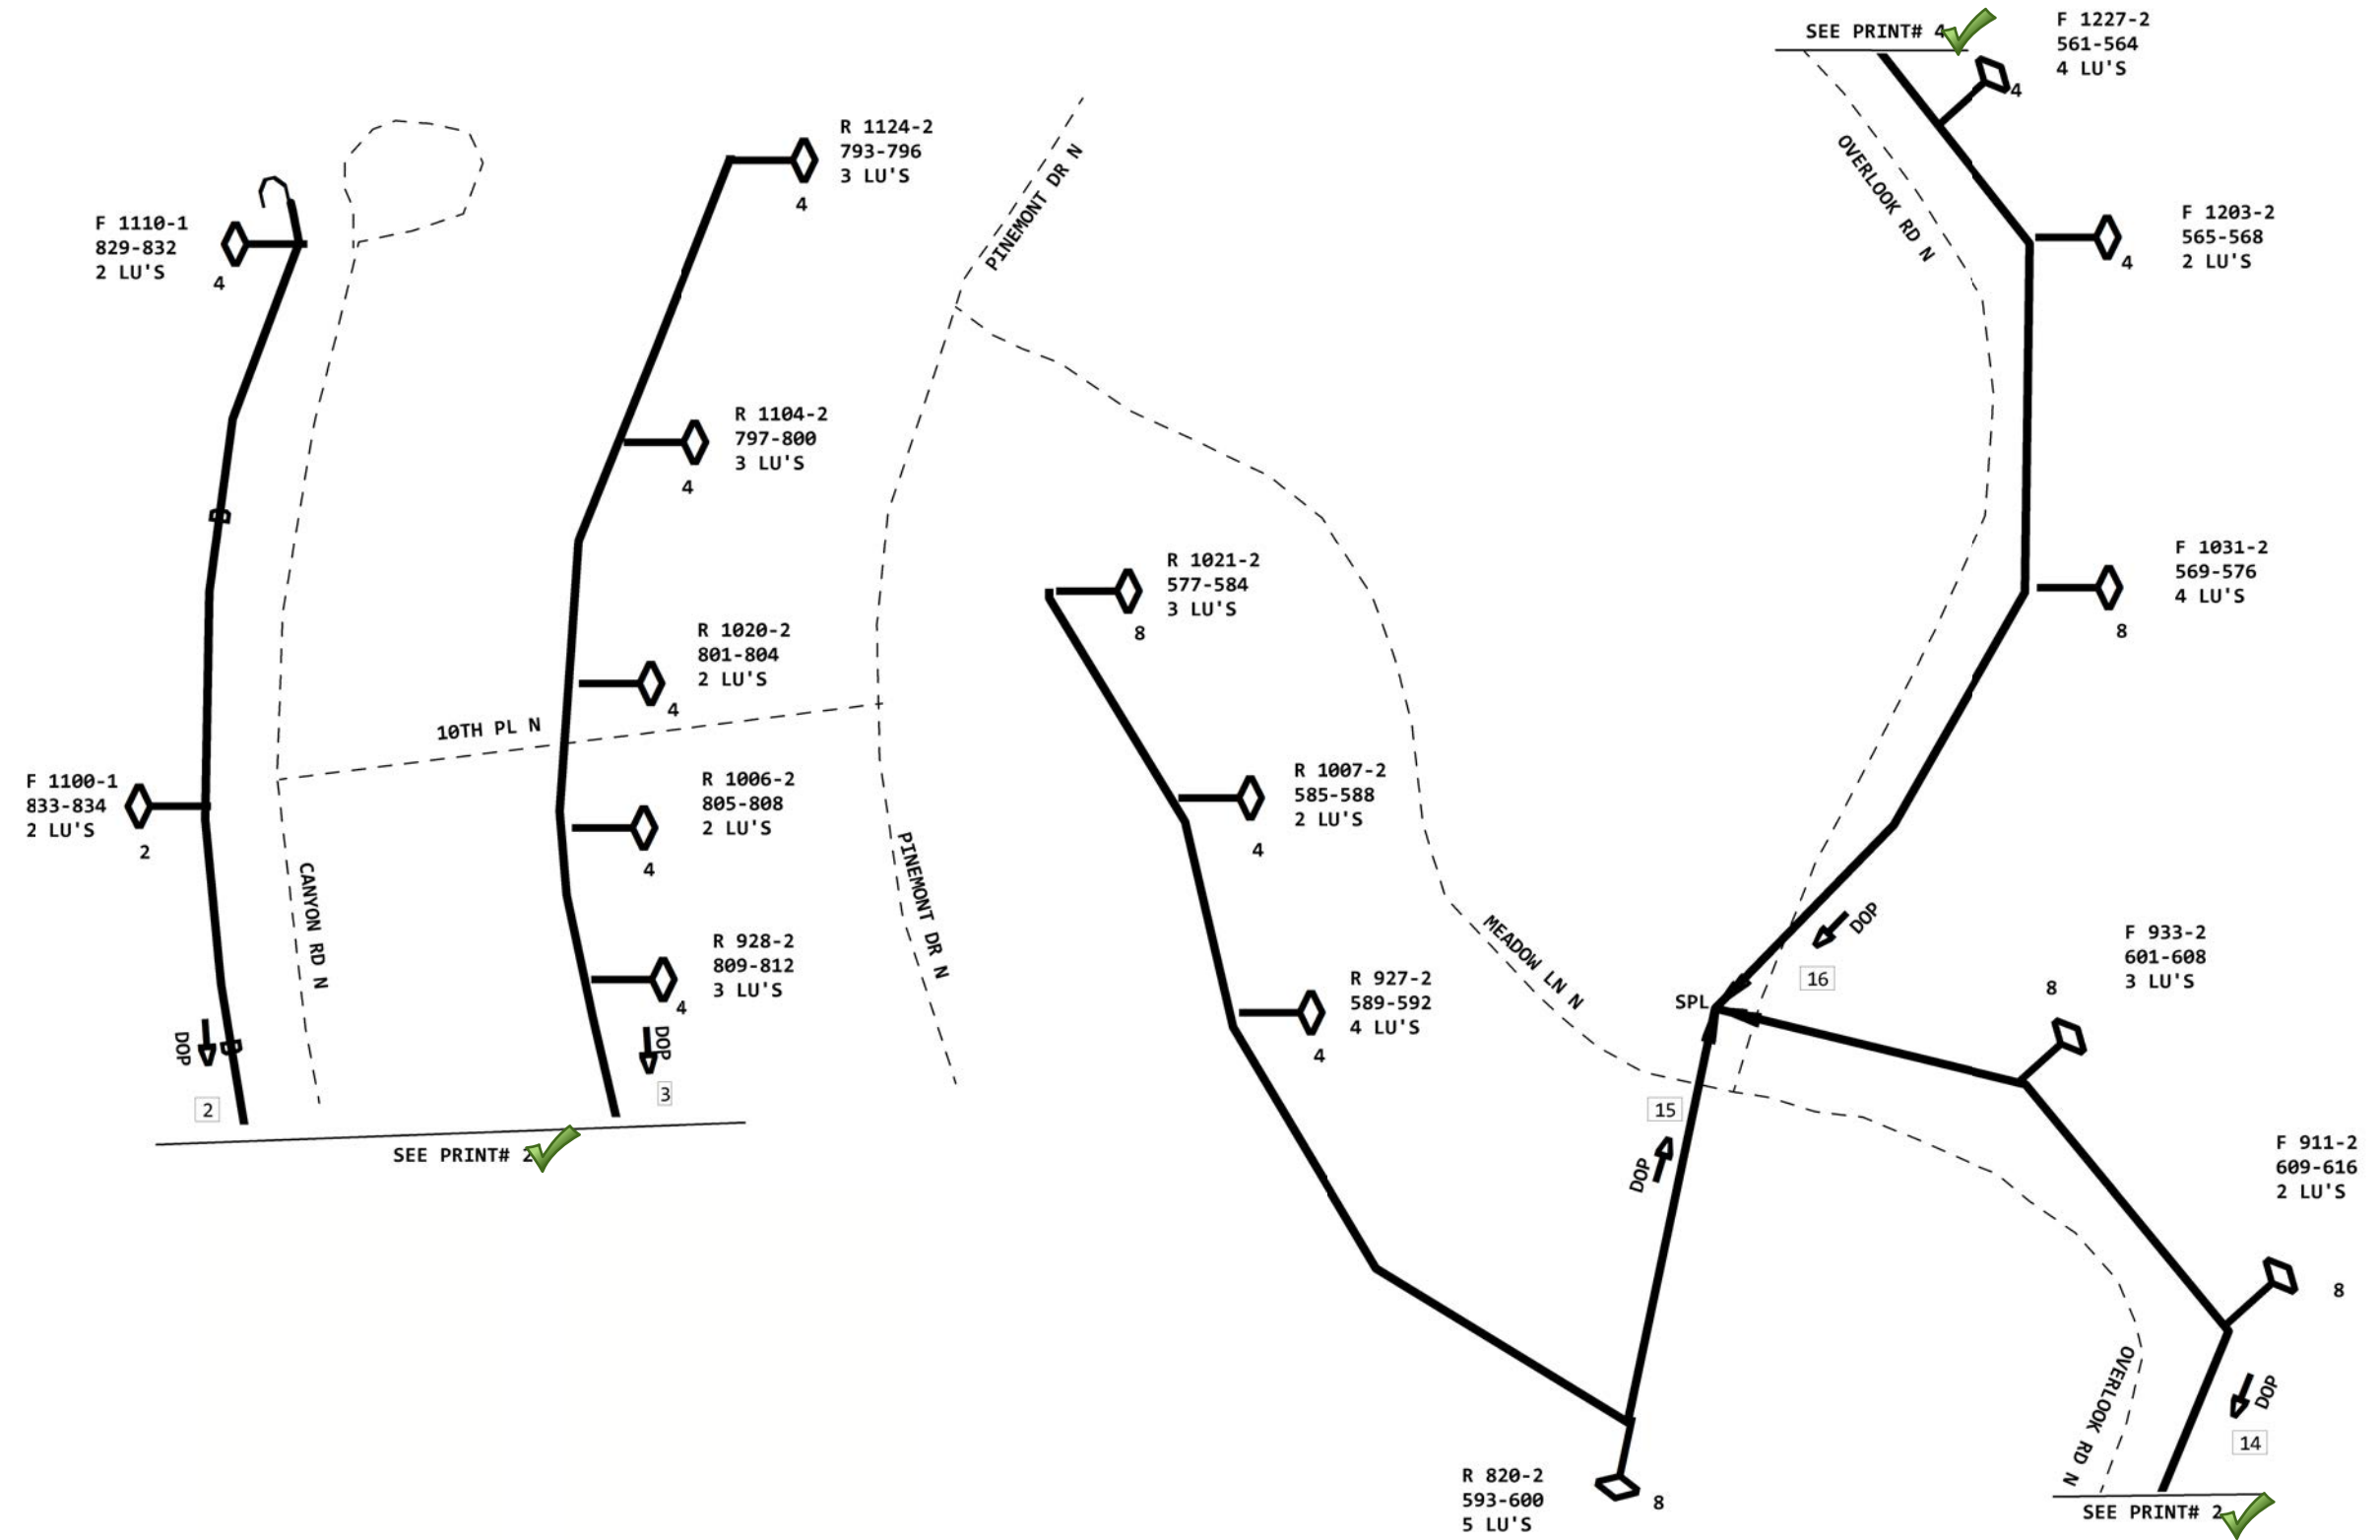 SEE PRINT# 4
F 1227-2
561-564
4 LU'S
4
R 1124-2
793-796
3 LU'S
4
PINEMONT DR N
OVERLOOK RD N
F 1110-1
829-832
2 LU'S
4
F 1203-2
565-568
2 LU'S
4
R 1104-2
797-800
3 LU'S
4
R 1021-2
577-584
3 LU'S
8
F 1031-2
569-576
4 LU'S
8
R 1020-2
801-804
2 LU'S
4
10TH PL N
F 1100-1
833-834
2 LU'S
2
R 1006-2
805-808
2 LU'S
4
R 1007-2
585-588
2 LU'S
4
CANYON RD N
PINEMONT DR N
R 928-2
809-812
3 LU'S
4
R 927-2
589-592
4 LU'S
4
MEADOW LN N
DOP
16
SPL
F 933-2
601-608
3 LU'S
8
DOP
2
DOP
3
SEE PRINT# 2
15
DOP
F 911-2
609-616
2 LU'S
8
OVERLOOK RD N
DOP
14
R 820-2
593-600
5 LU'S
8
SEE PRINT# 2